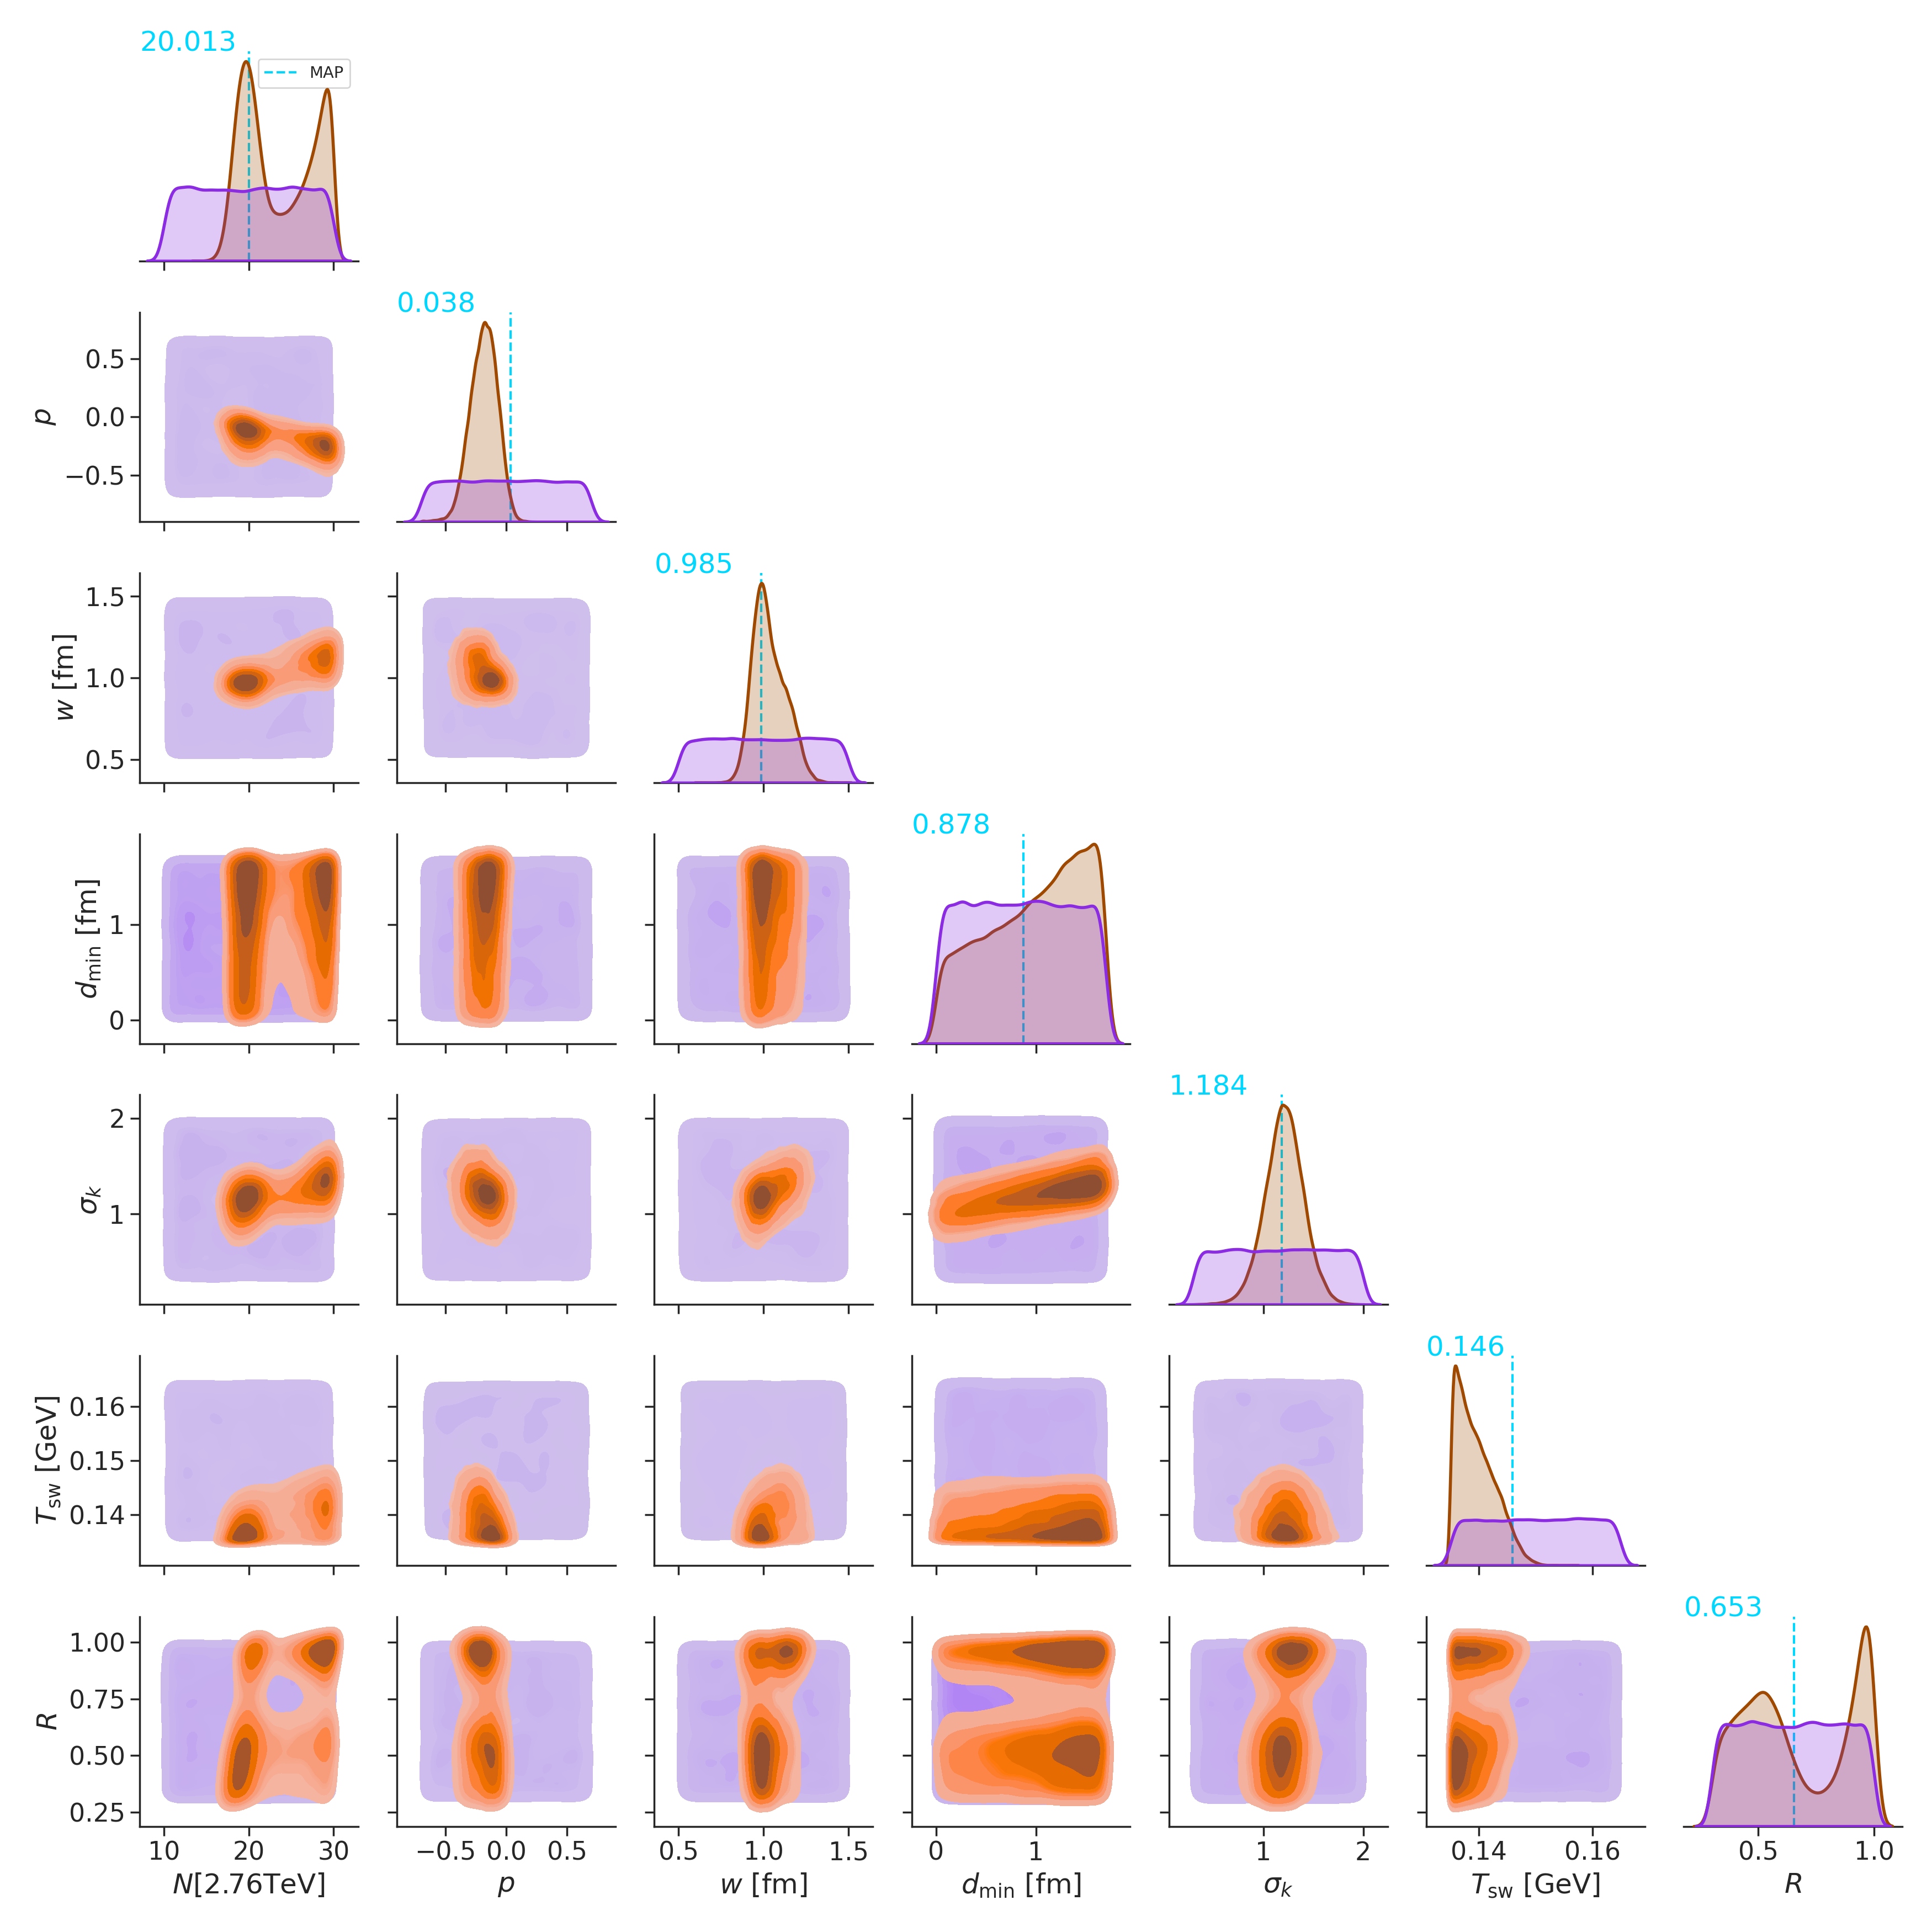 20.013
MAP
0.038
0.5
0.0
−0.5
p
0.985
1.5
1.0
0.5
w [fm]
0.878
1
0
d_min [fm]
1.184
2
1
σ_k
0.146
0.16
0.15
0.14
T_sw [GeV]
0.653
1.00
0.75
0.50
0.25
R
10 20 30 −0.5 0.0 0.5 0.5 1.0 1.5 0 1 1 2 0.14 0.16 0.5 1.0
N[2.76TeV] p w [fm] d_min [fm] σ_k T_sw [GeV] R